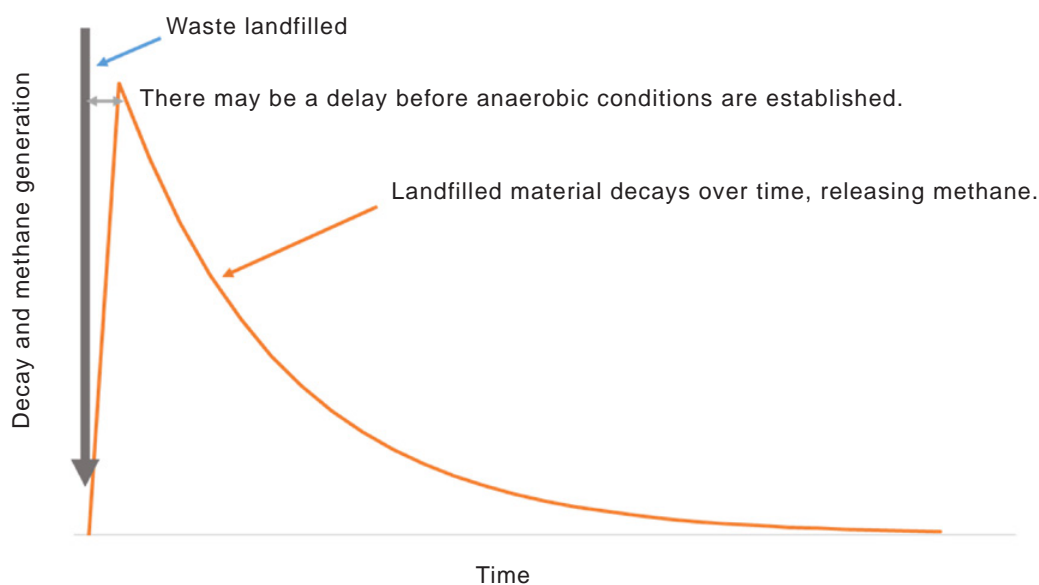 Waste landfilled
There may be a delay before anaerobic conditions are established.
Landfilled material decays over time, releasing methane.
Decay and methane generation
Time